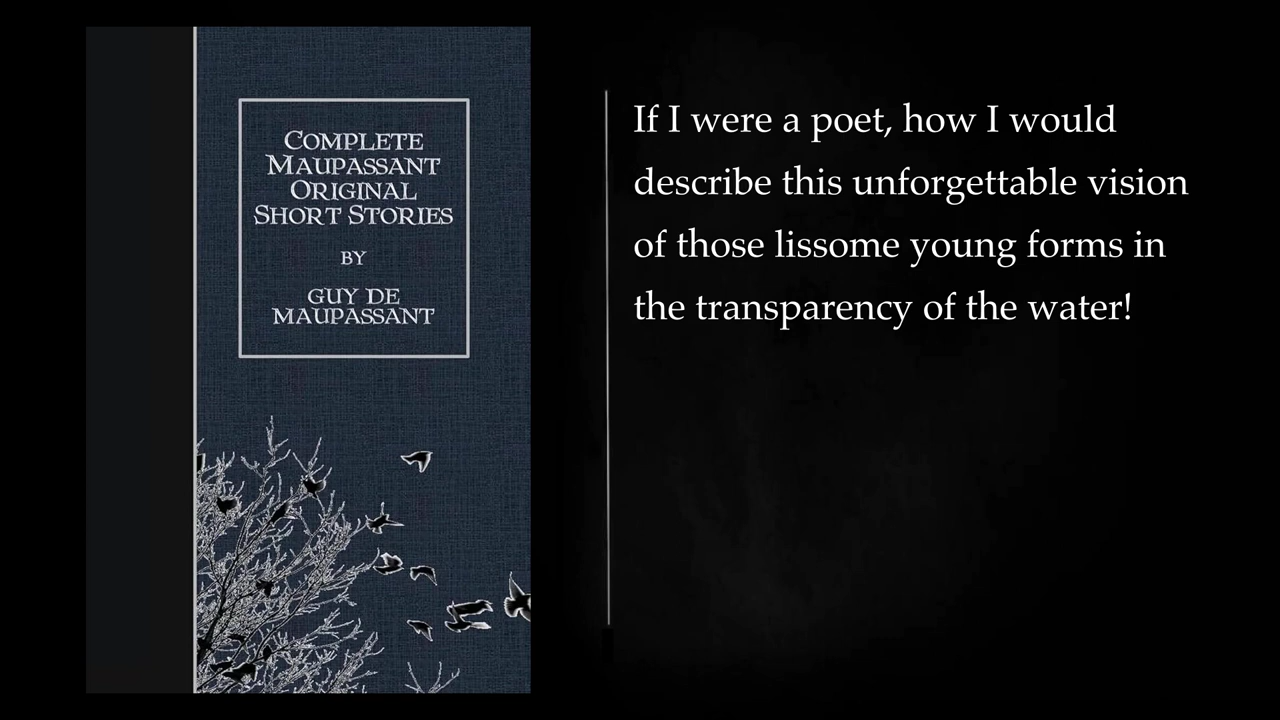 COMPLETE
MAUPASSANT
ORIGINAL
SHORT STORIES
BY
GUY DE
MAUPASSANT
If I were a poet, how I would
describe this unforgettable vision
of those lissome young forms in
the transparency of the water!